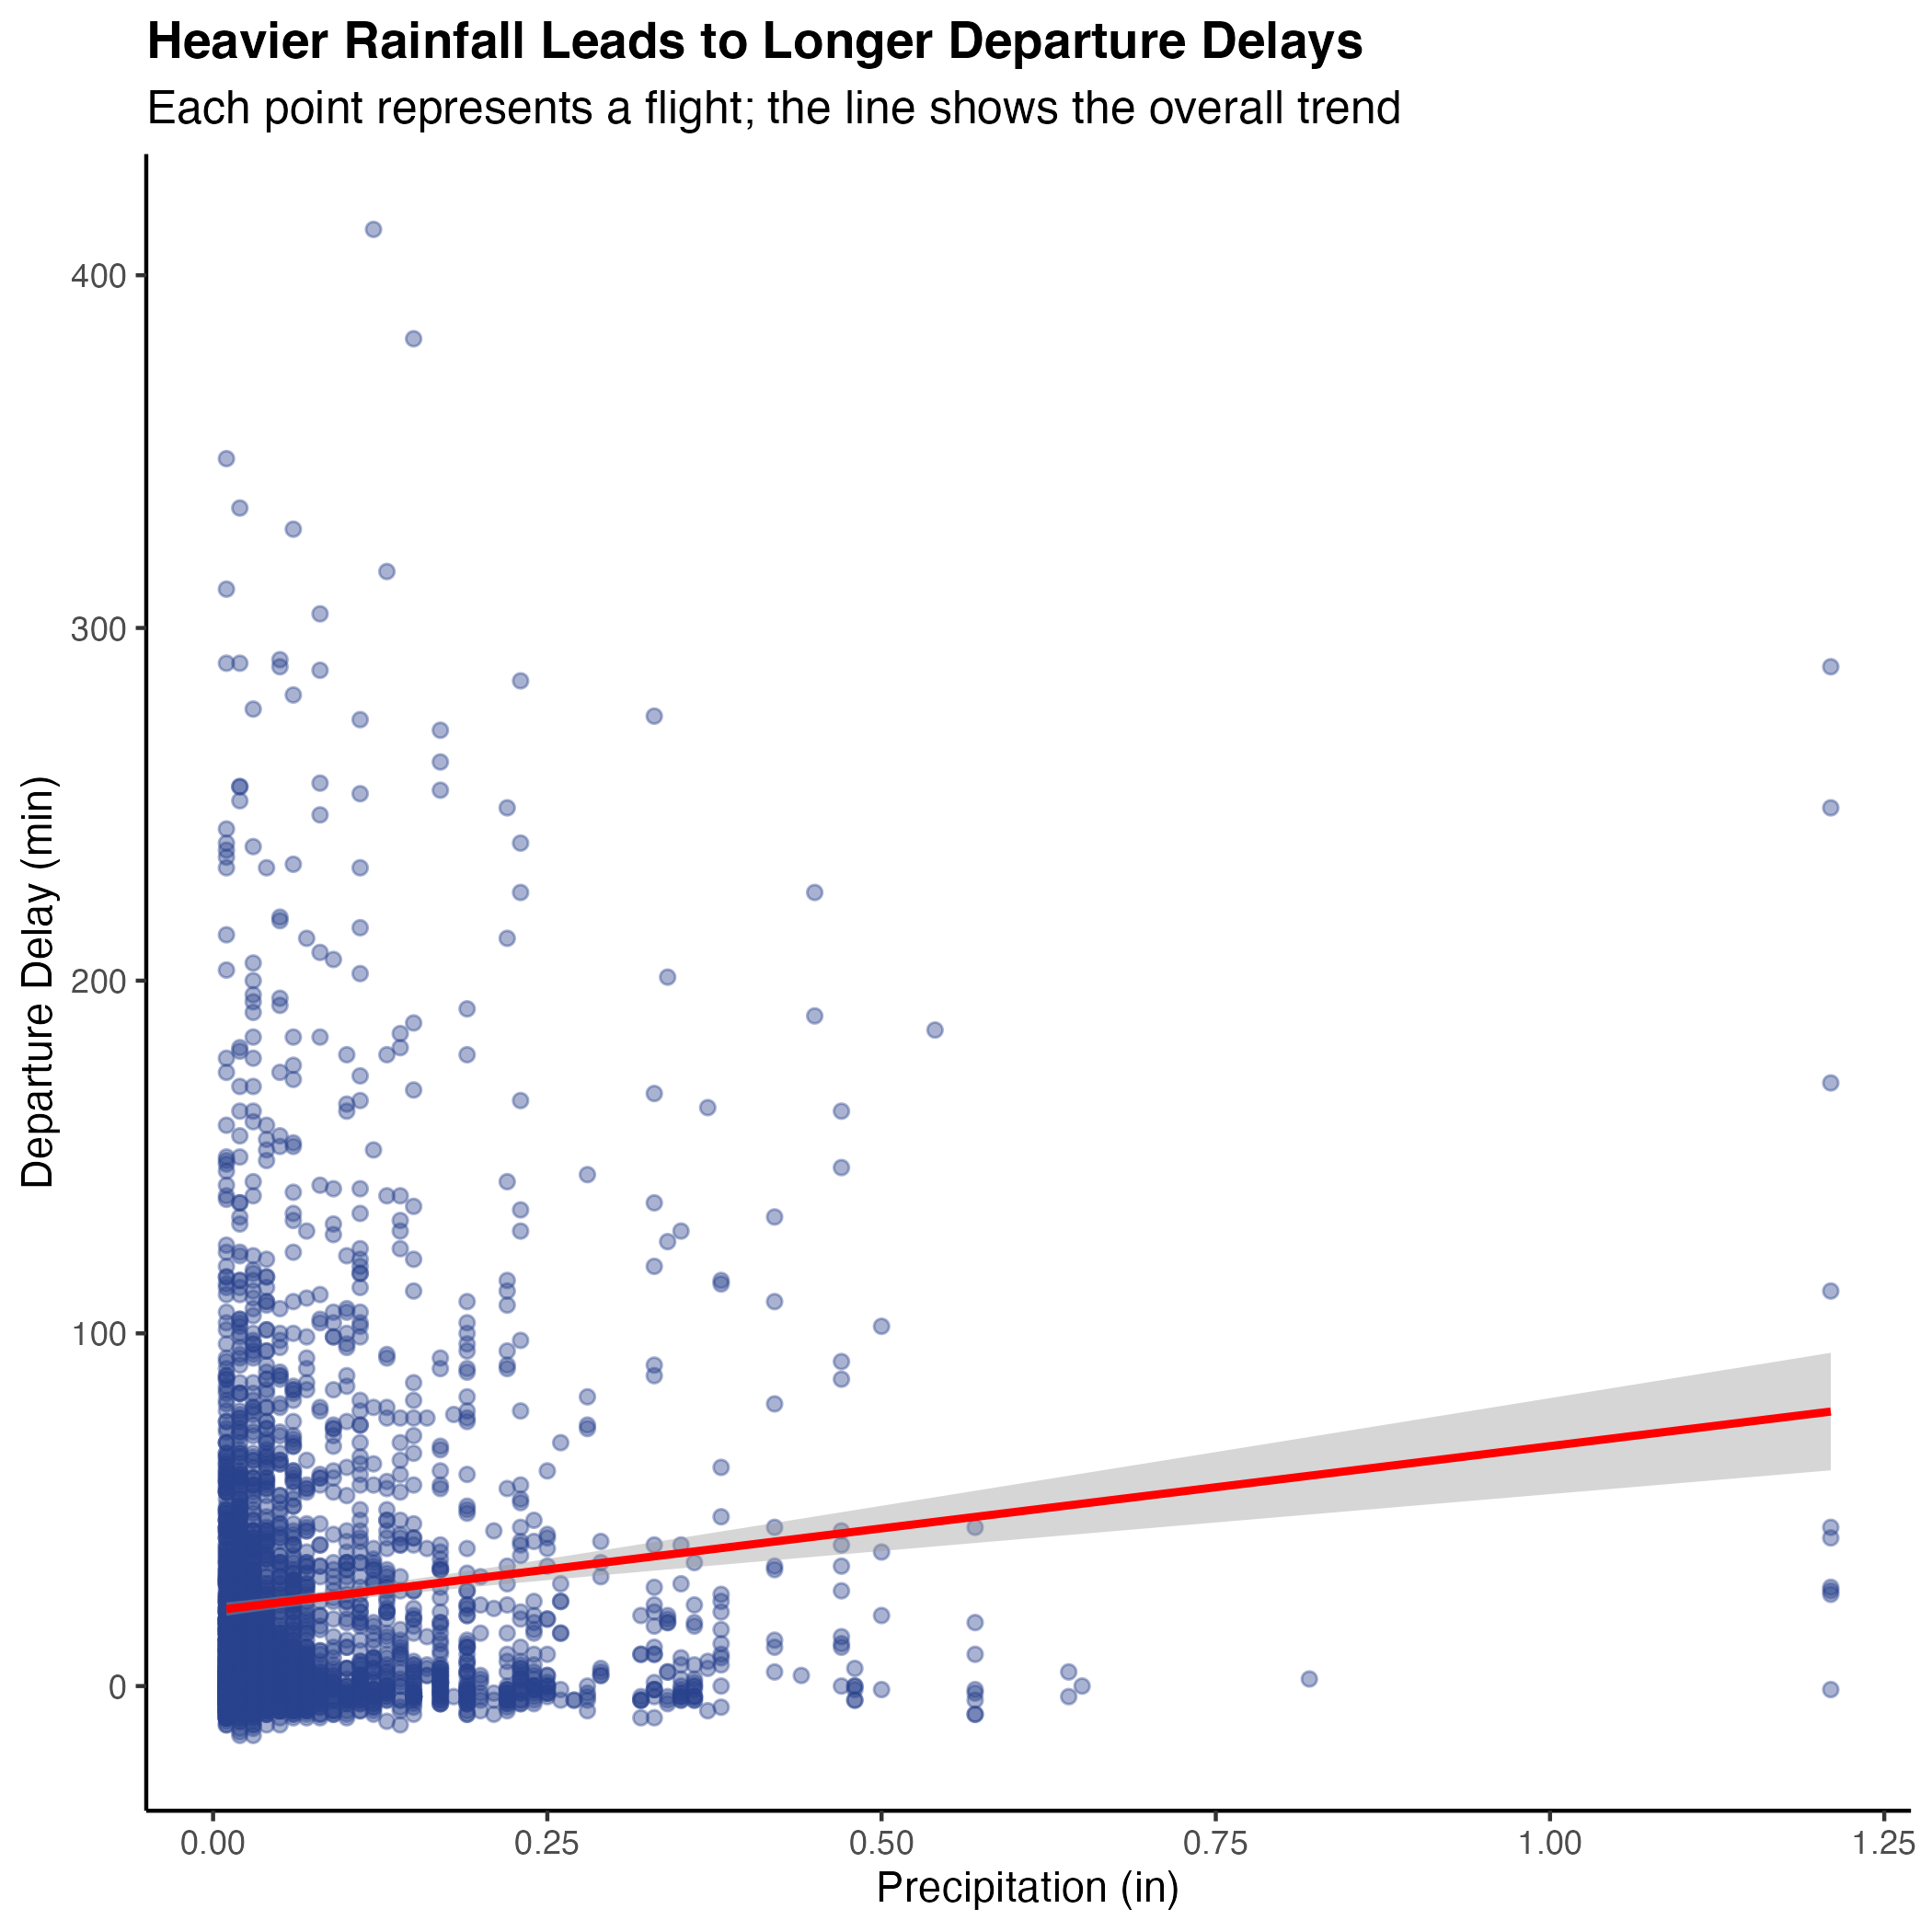 Heavier Rainfall Leads to Longer Departure Delays
Each point represents a flight; the line shows the overall trend
Departure Delay (min)
400
300
200
100
0
0.00 0.25 0.50 0.75 1.00 1.25
Precipitation (in)